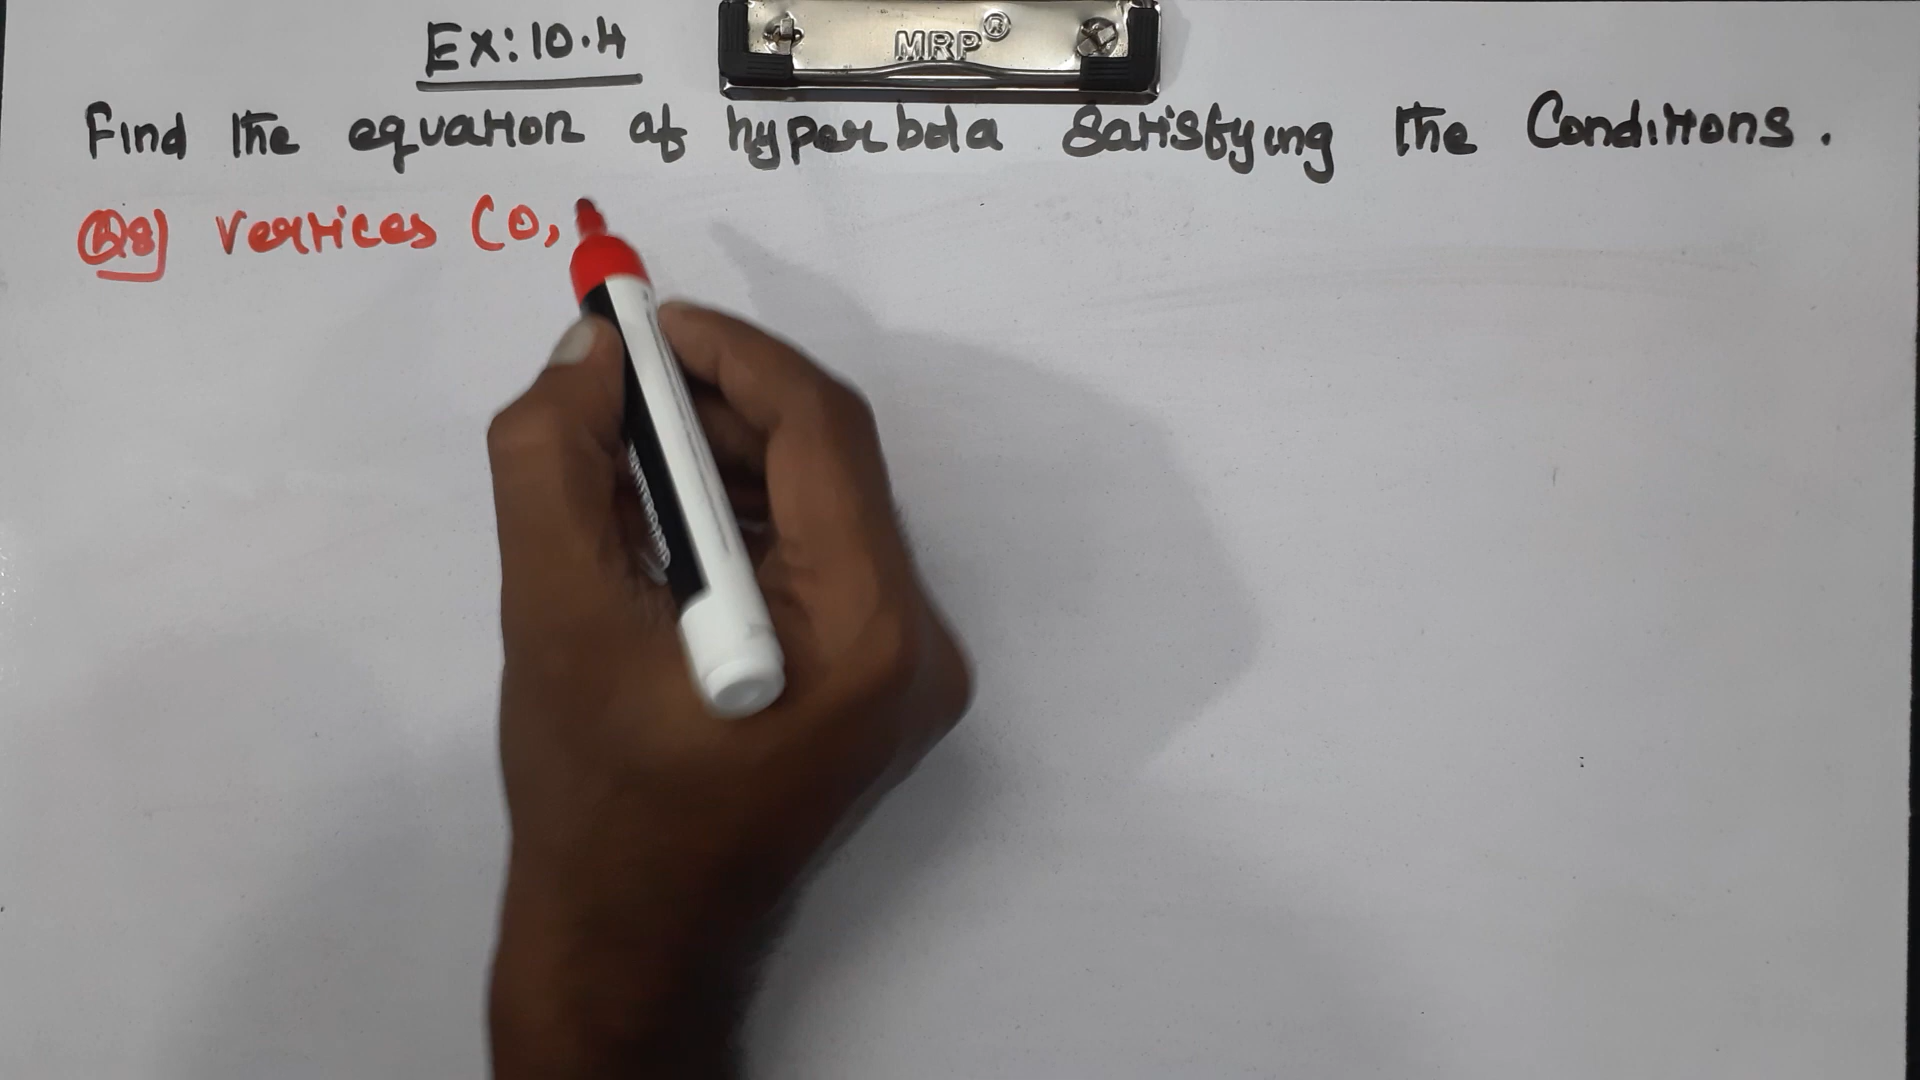 Ex: 10.4
MRP®
Find the equation of hyperbola satisfying the Conditions.
Q8) Vertices (0,